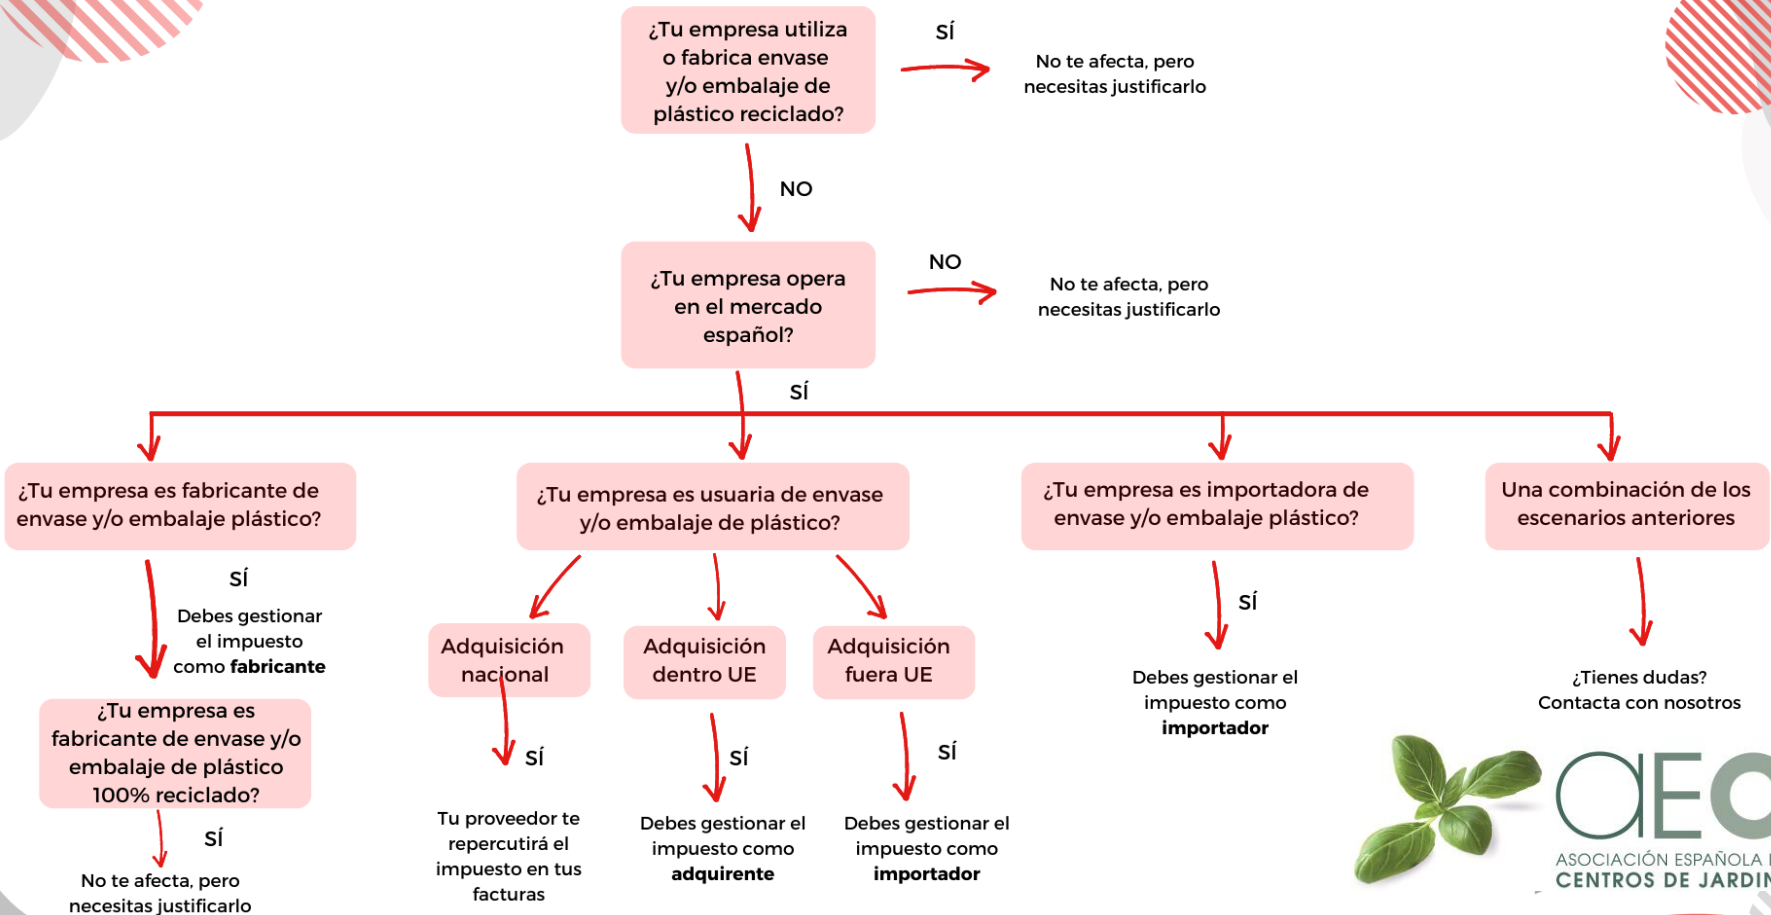 ¿Tu empresa utiliza
o fabrica envase
y/o embalaje de
plástico reciclado?
SÍ
No te afecta, pero
necesitas justificarlo
NO
¿Tu empresa opera
en el mercado
español?
NO
No te afecta, pero
necesitas justificarlo
SÍ
¿Tu empresa es fabricante de
envase y/o embalaje plástico?
SÍ
Debes gestionar
el impuesto
como fabricante
¿Tu empresa es
fabricante de envase y/o
embalaje de plástico
100% reciclado?
SÍ
No te afecta, pero
necesitas justificarlo
¿Tu empresa es usuaria de envase
y/o embalaje de plástico?
Adquisición
nacional
SÍ
Tu proveedor te
repercutirá el
impuesto en tus
facturas
Adquisición
dentro UE
SÍ
Debes gestionar el
impuesto como
adquirente
Adquisición
fuera UE
SÍ
Debes gestionar el
impuesto como
importador
¿Tu empresa es importadora de
envase y/o embalaje plástico?
SÍ
Debes gestionar el
impuesto como
importador
Una combinación de los
escenarios anteriores
¿Tienes dudas?
Contacta con nosotros
aEC
ASOCIACIÓN ESPAÑOLA
CENTROS DE